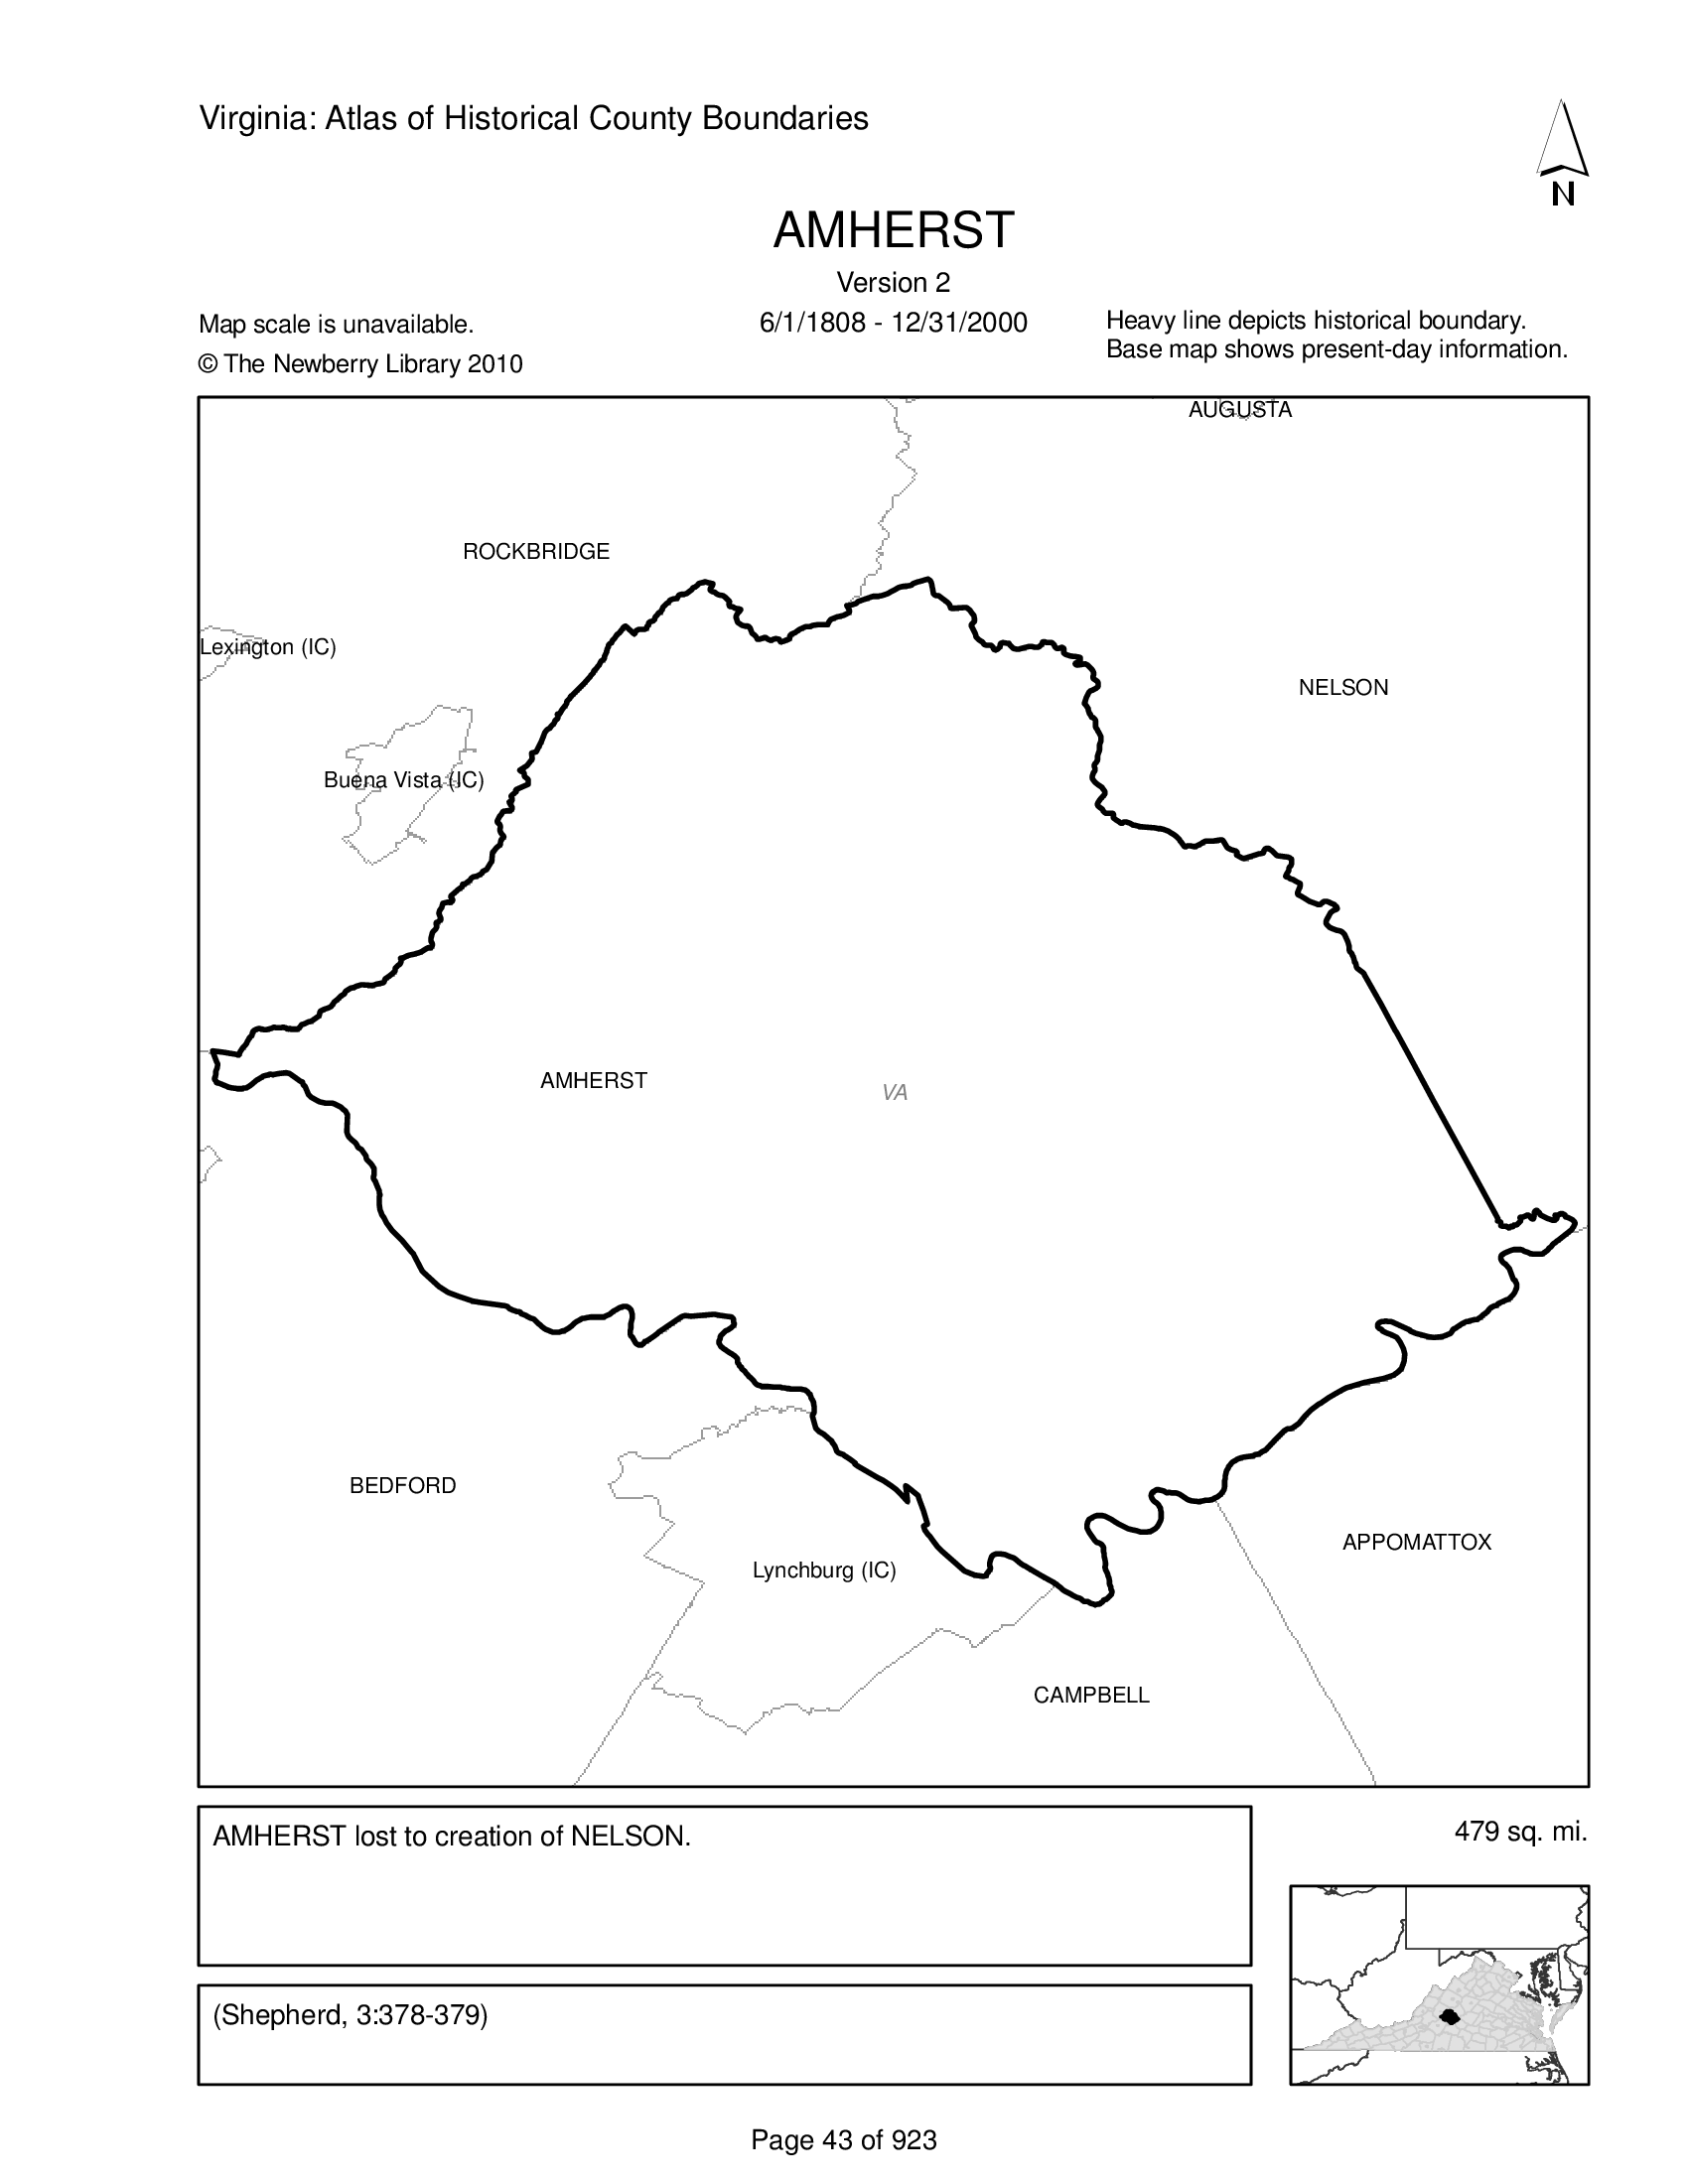 Virginia: Atlas of Historical County Boundaries
N
AMHERST
Version 2
6/1/1808 - 12/31/2000
Map scale is unavailable.
© The Newberry Library 2010
Heavy line depicts historical boundary.
Base map shows present-day information.
AUGUSTA
ROCKBRIDGE
Lexington (IC)
NELSON
Buena Vista (IC)
AMHERST
VA
BEDFORD
APPOMATTOX
Lynchburg (IC)
CAMPBELL
AMHERST lost to creation of NELSON.
479 sq. mi.
(Shepherd, 3:378-379)
Page 43 of 923